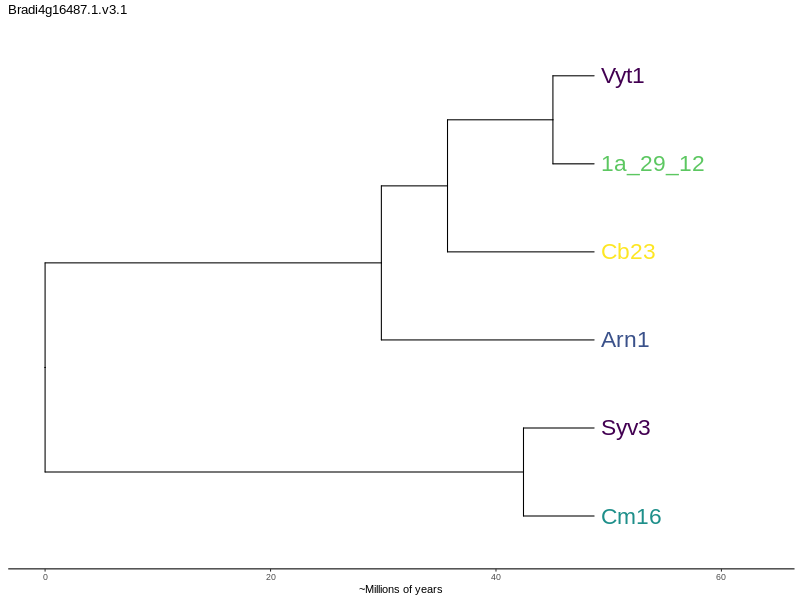 Bradi4g16487.1.v3.1
Vyt1
1a_29_12
Cb23
Arn1
Syv3
Cm16
0 20 40 60
~Millions of years